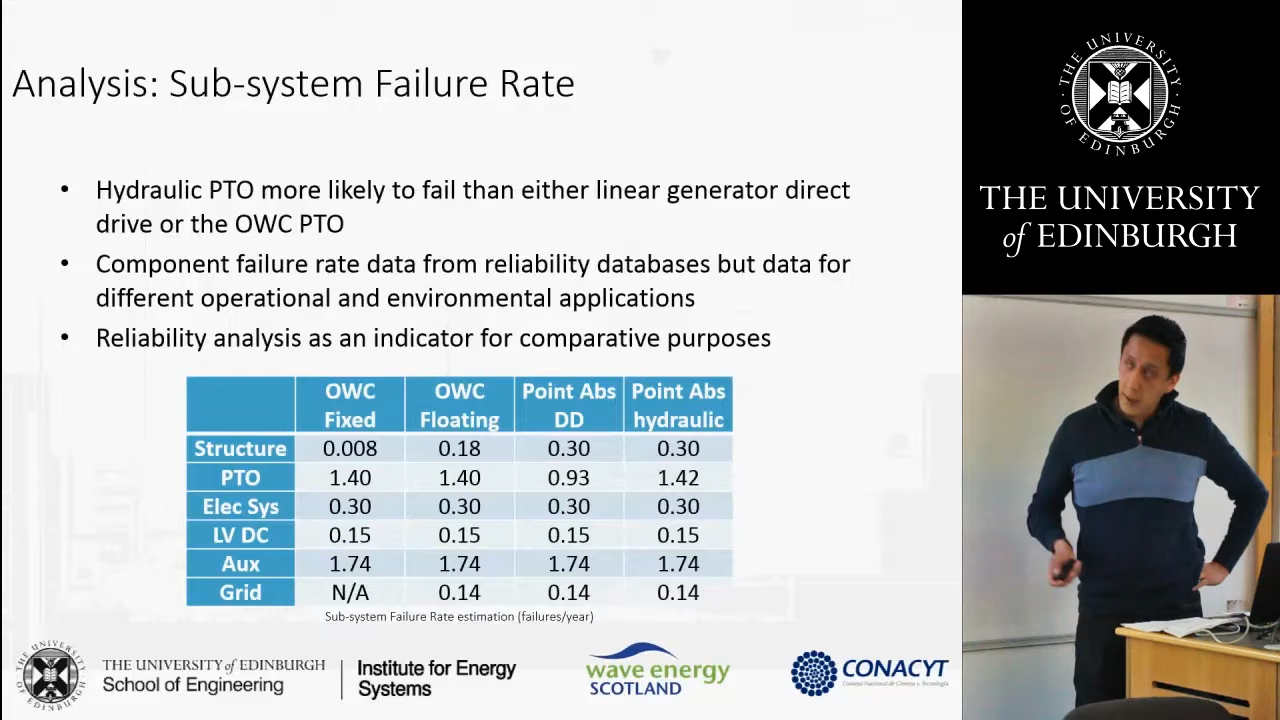 Analysis: Sub-system Failure Rate
• Hydraulic PTO more likely to fail than either linear generator direct
drive or the OWC PTO
• Component failure rate data from reliability databases but data for
different operational and environmental applications
• Reliability analysis as an indicator for comparative purposes
OWC Fixed OWC Floating Point Abs DD Point Abs hydraulic
Structure 0.008 0.18 0.30 0.30
PTO 1.40 1.40 0.93 1.42
Elec Sys 0.30 0.30 0.30 0.30
LV DC 0.15 0.15 0.15 0.15
Aux 1.74 1.74 1.74 1.74
Grid N/A 0.14 0.14 0.14
Sub-system Failure Rate estimation (failures/year)
THE UNIVERSITY of EDINBURGH
School of Engineering
Institute for Energy
Systems
wave energy
SCOTLAND
CONACYT
Consejo Nacional de Ciencia y Tecnología
THE UNIVERSITY OF EDINBURGH
THE UNIVERSITY
of EDINBURGH